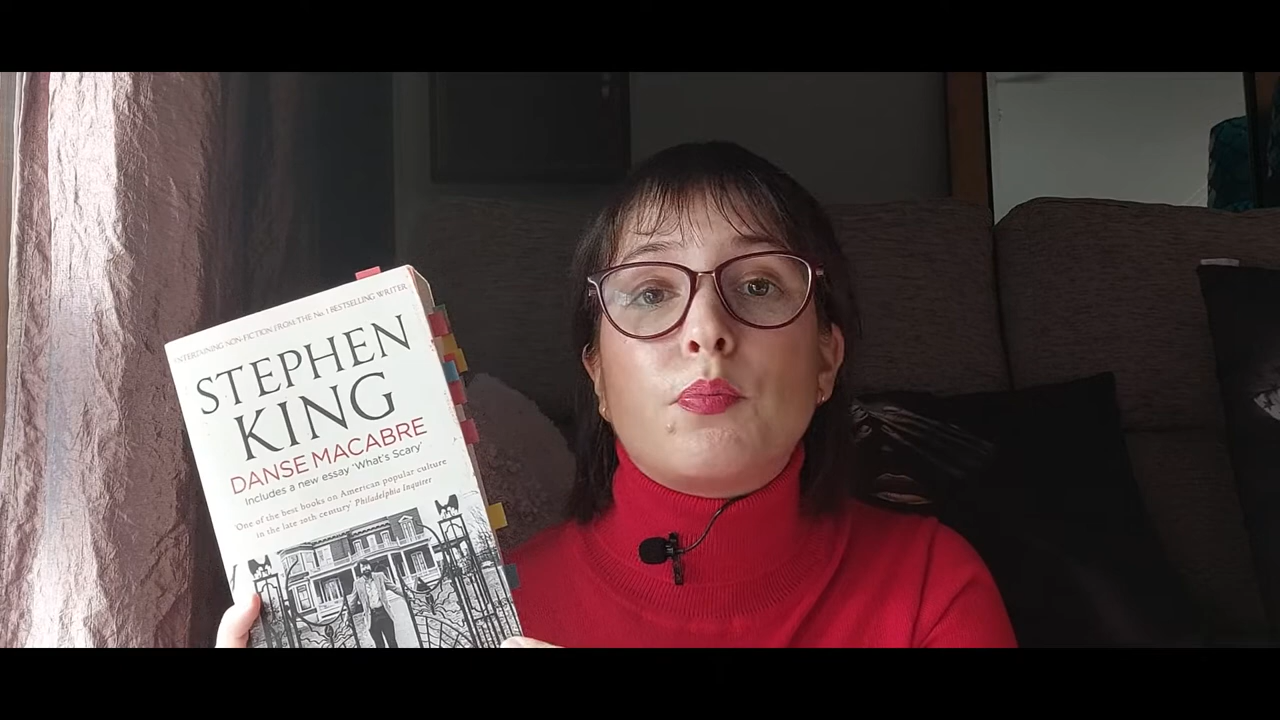 ENTERTAINING NON-FICTION FROM THE No.1 BESTSELLING WRITER
STEPHEN
KING
DANSE MACABRE
Includes a new essay 'What's Scary'
'One of the best books on American popular culture
in the late 20th century' Philadelphia Inquirer